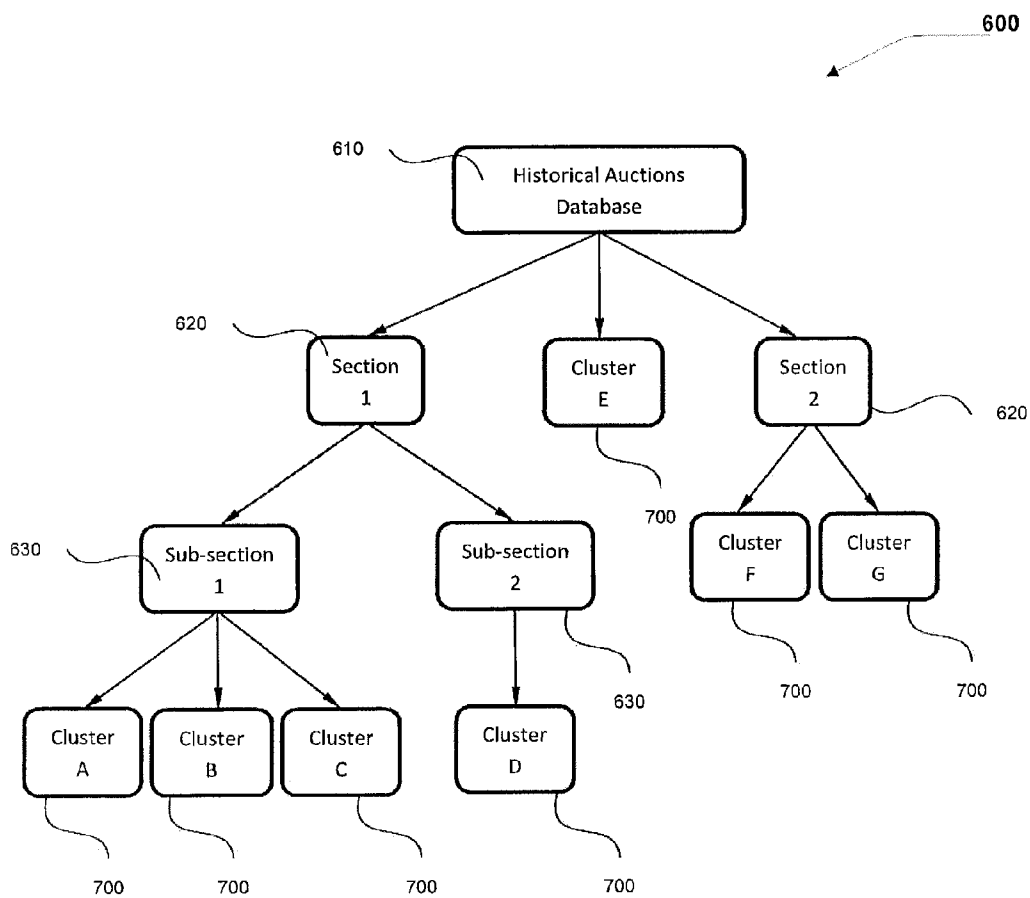 600
610
Historical Auctions
Database
620
Section
1
Cluster
E
Section
2
620
700
630
Sub-section
1
Sub-section
2
Cluster
F
Cluster
G
630
700
700
Cluster
A
Cluster
B
Cluster
C
Cluster
D
700
700
700
700